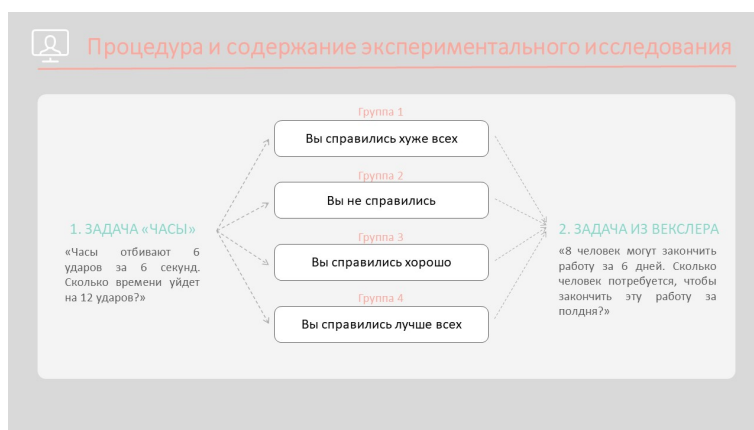 Процедура и содержание экспериментального исследования
Группа 1
Вы справились хуже всех
Группа 2
Вы не справились
1. ЗАДАЧА «ЧАСЫ»
«Часы отбивают 6
ударов за 6 секунд.
Сколько времени уйдет
на 12 ударов?»
Группа 3
Вы справились хорошо
Группа 4
Вы справились лучше всех
2. ЗАДАЧА ИЗ ВЕКСЛЕРА
«8 человек могут закончить
работу за 6 дней. Сколько
человек потребуется, чтобы
закончить эту работу за
полдня?»